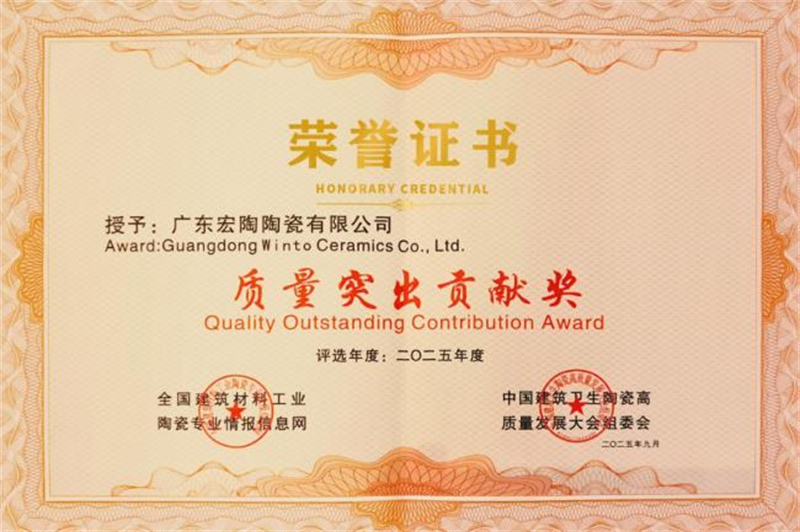 荣誉证书
HONORARY CREDENTIAL
授予：广东宏陶陶瓷有限公司
Award:Guangdong Winto Ceramics Co., Ltd.
质量突出贡献奖
Quality Outstanding Contribution Award
评选年度：二〇二五年度
全国建筑材料工业
陶瓷专业情报信息网
中国建筑卫生陶瓷高
质量发展大会组委会
二〇二五年九月